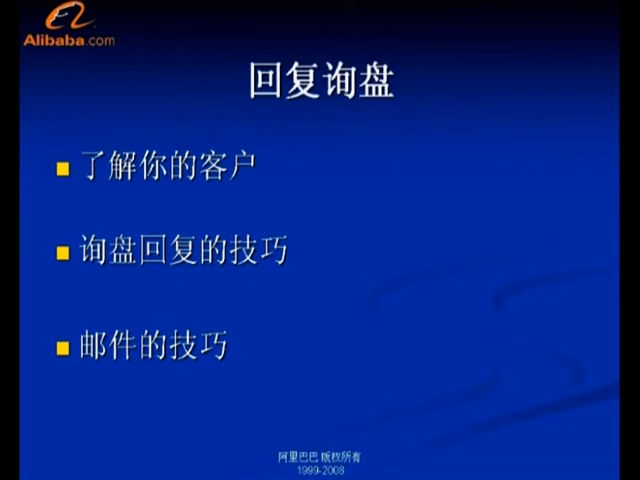 Alibaba.com
回复询盘
了解你的客户
询盘回复的技巧
邮件的技巧
阿里巴巴 版权所有
1999-2008